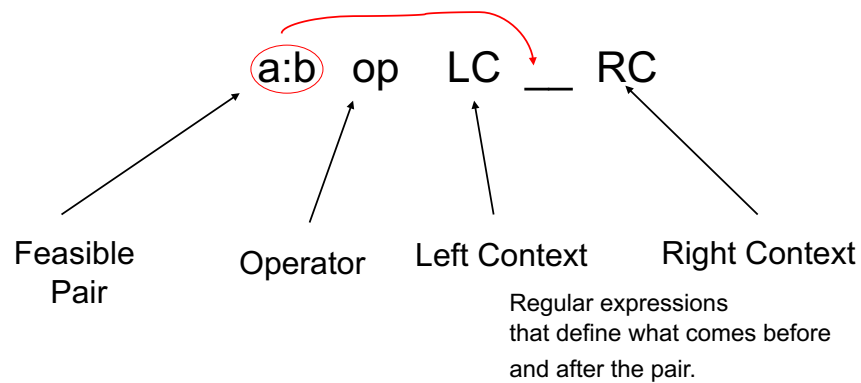 a:b op LC __ RC
Feasible
Pair
Operator
Left Context
Right Context
Regular expressions
that define what comes before
and after the pair.